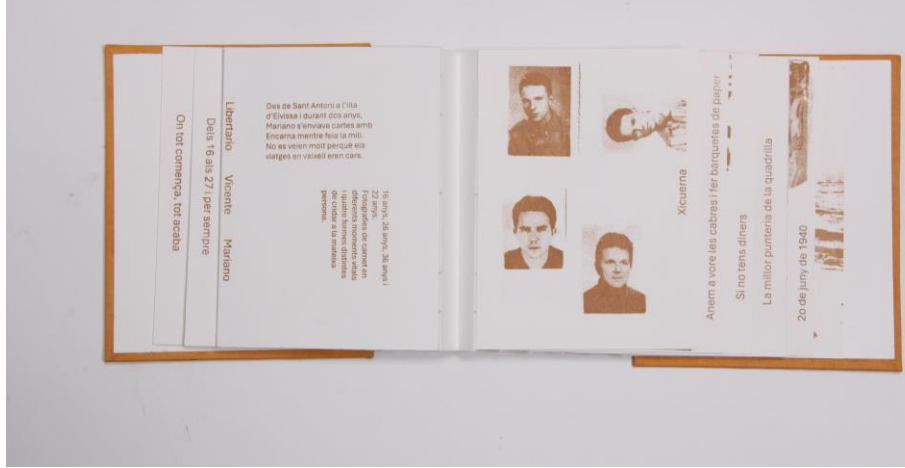 On tot comença, tot acaba
Dels 16 als 27 i per sempre
Libertario Vicente Mariano
Des de Sant Antoni a l'illa
d'Eivissa i durant dos anys,
Mariano s'enviava cartes amb
Encarna mentre feia la mili.
No es veien molt perquè els
viatges en vaixell eren cars.
16 anys, 26 anys, 36 anys i
22 anys.
Fotografies de carnet en
diferents moments vitals
i quatre formes distintes
de cridar a la mateixa
persona.
Xicuerna
Anem a vore les cabres i fer barquetes de paper
Si no tens diners
La millor punteria de la quadrilla
2o de juny de 1940